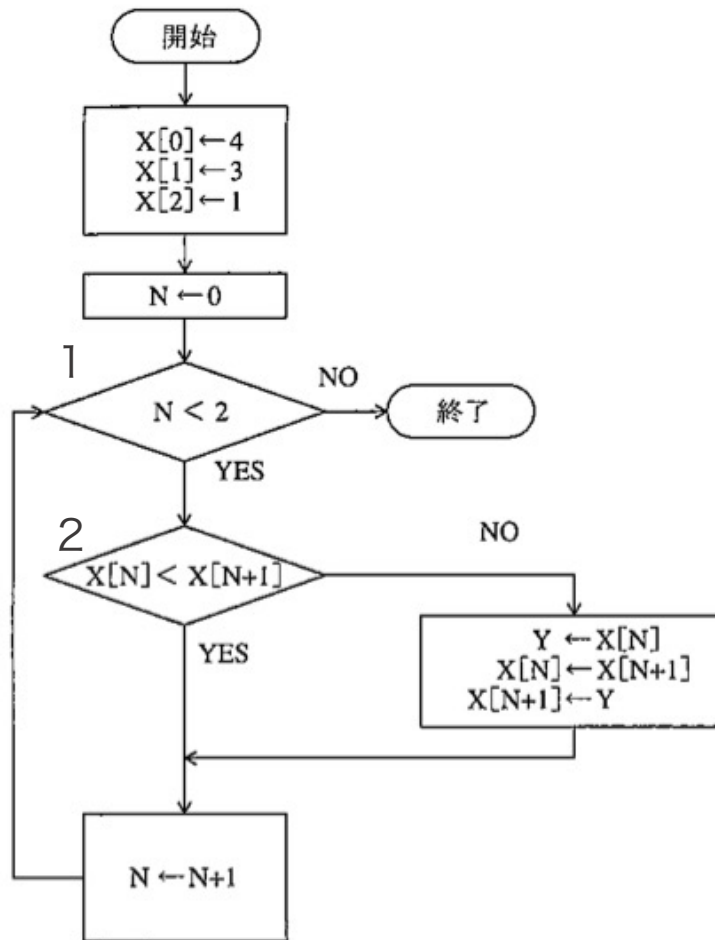 開始
X[0]←4
X[1]←3
X[2]←1
N←0
1
N < 2
NO
終了
YES
2
X[N] < X[N+1]
NO
YES
Y ←X[N]
X[N]←X[N+1]
X[N+1]←Y
N←N+1